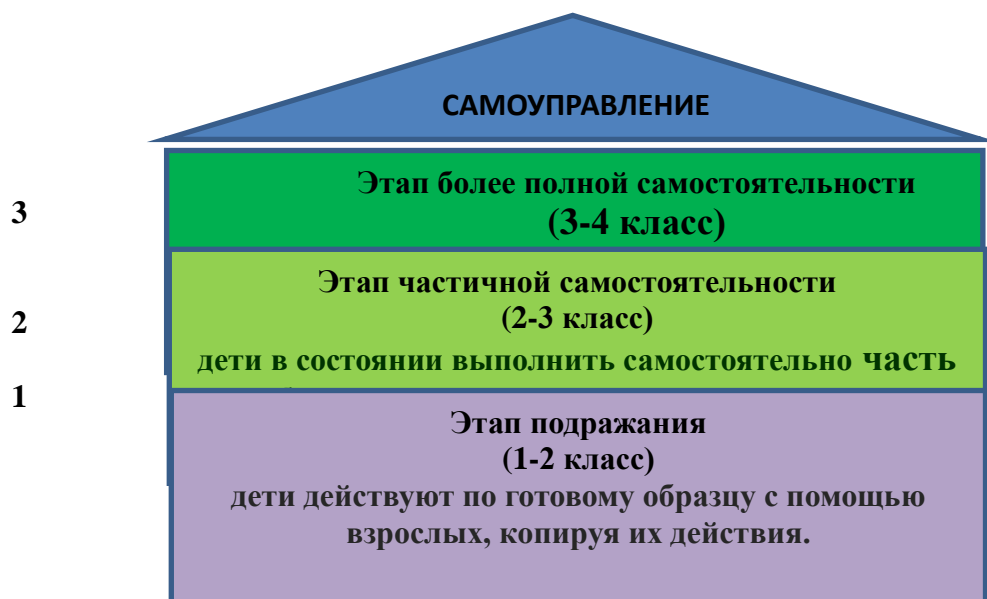 САМОУПРАВЛЕНИЕ
Этап более полной самостоятельности
3
(3-4 класс)
Этап частичной самостоятельности
2
(2-3 класс)
дети в состоянии выполнить самостоятельно часть
1
Этап подражания
(1-2 класс)
дети действуют по готовому образцу с помощью
взрослых, копируя их действия.